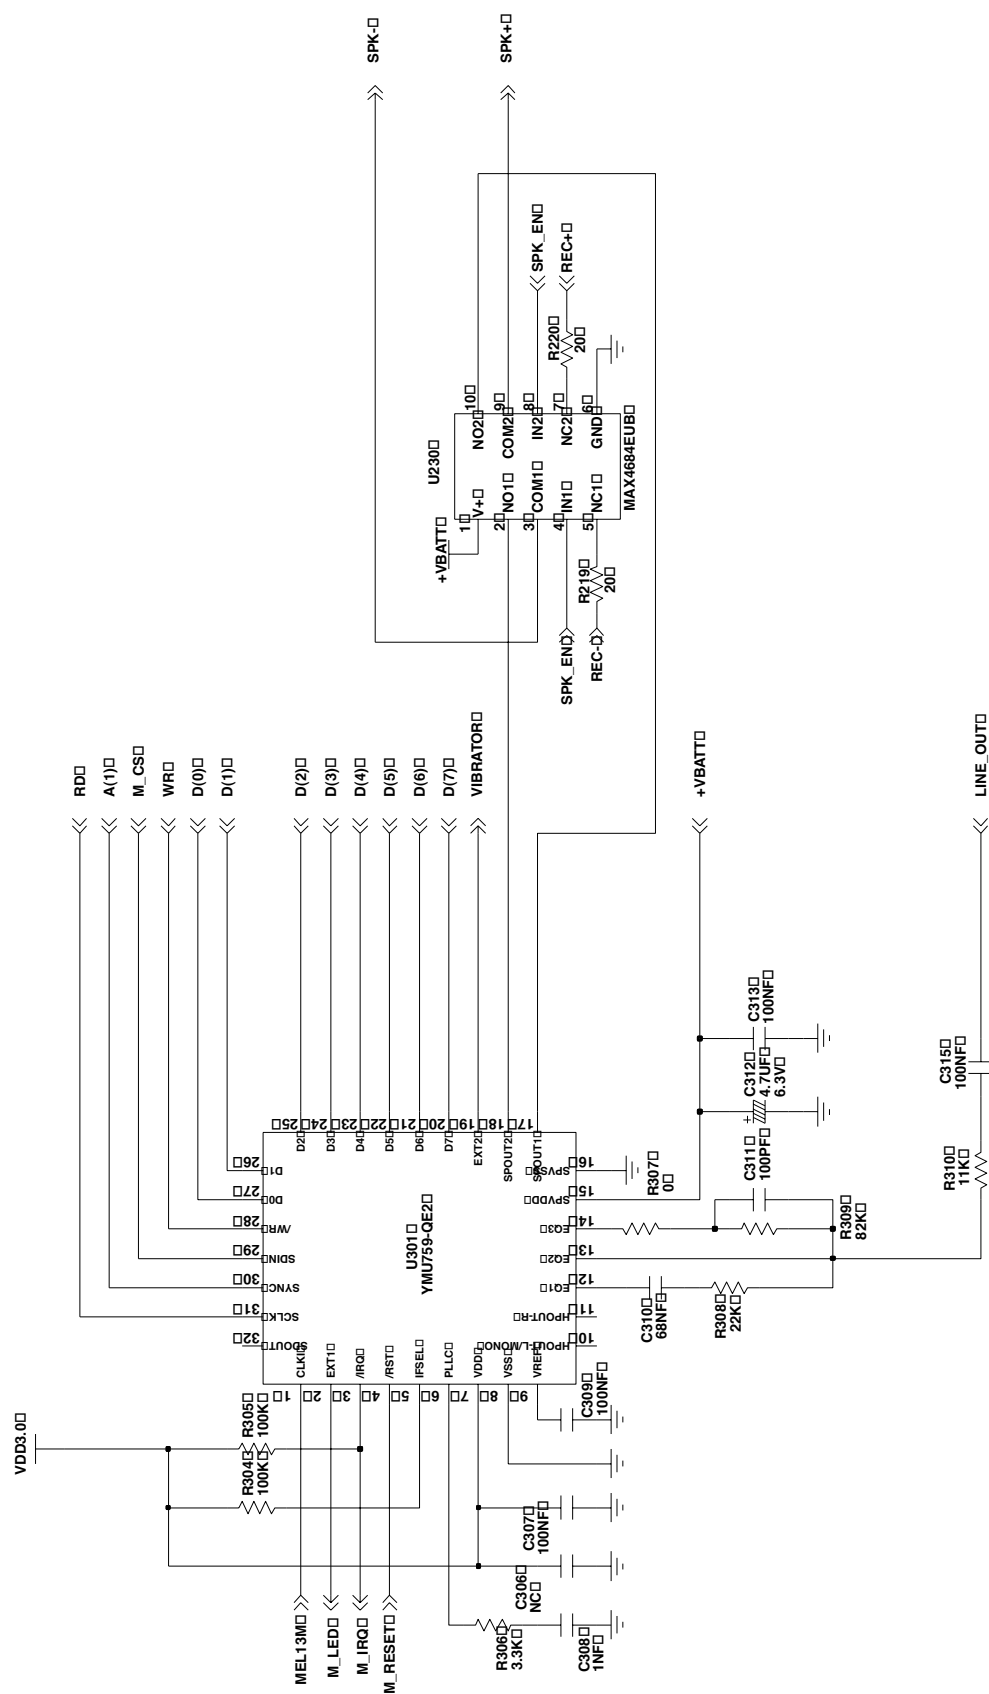 SPK-
SPK+
SPK_EN
REC+
R220
20
U230
+VBATT
1
2
3
4
5
V+
NO1
COM1
IN1
NC1
10
9
8
7
6
NO2
COM2
IN2
NC2
GND
MAX4684EUB
R219
20
SPK_EN
REC-
RD
A(1)
M_CS
WR
D(0)
D(1)
D(2)
D(3)
D(4)
D(5)
D(6)
D(7)
VIBRATOR
+VBATT
LINE_OUT
C313
100NF
C312
4.7UF
6.3V
+
C311
100PF
C315
100NF
R310
11K
R309
82K
R307
0
C310
68NF
R308
22K
U301
YMU759-QE2
25
24
23
22
21
20
19
18
17
D2
D3
D4
D5
D6
D7
EXT2
SPOUT2
SPOUT1
26
27
28
29
30
31
32
D1
D0
/WR
SDIN
SYNC
SCLK
SDOUT
16
15
14
13
12
11
10
SPVSS
SPVDD
EQ3
EQ2
EQ1
HPOUT-R
HPOUT-L/MONO
CLKI
EXT1
/IRQ
/RST
IFSEL
PLLC
VDD
VSS
VREF
1
2
3
4
5
6
7
8
9
VDD3.0
R305
100K
R304
100K
C309
100NF
C307
100NF
C306
NC
R306
3.3K
C308
1NF
MEL13M
M_LED
M_IRQ
M_RESET